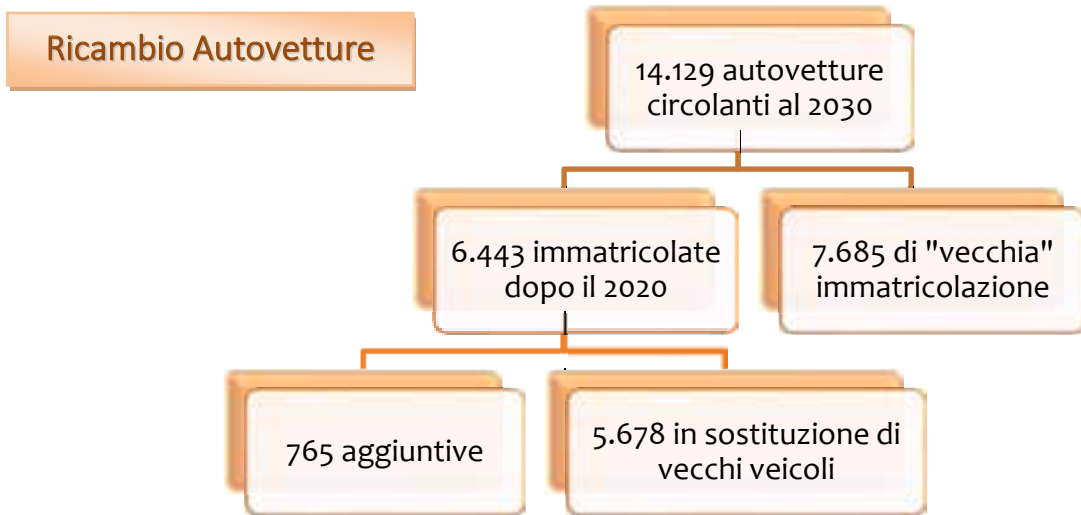 Ricambio Autovetture
14.129 autovetture
circolanti al 2030
6.443 immatricolate
dopo il 2020
7.685 di "vecchia"
immatricolazione
765 aggiuntive
5.678 in sostituzione di
vecchi veicoli